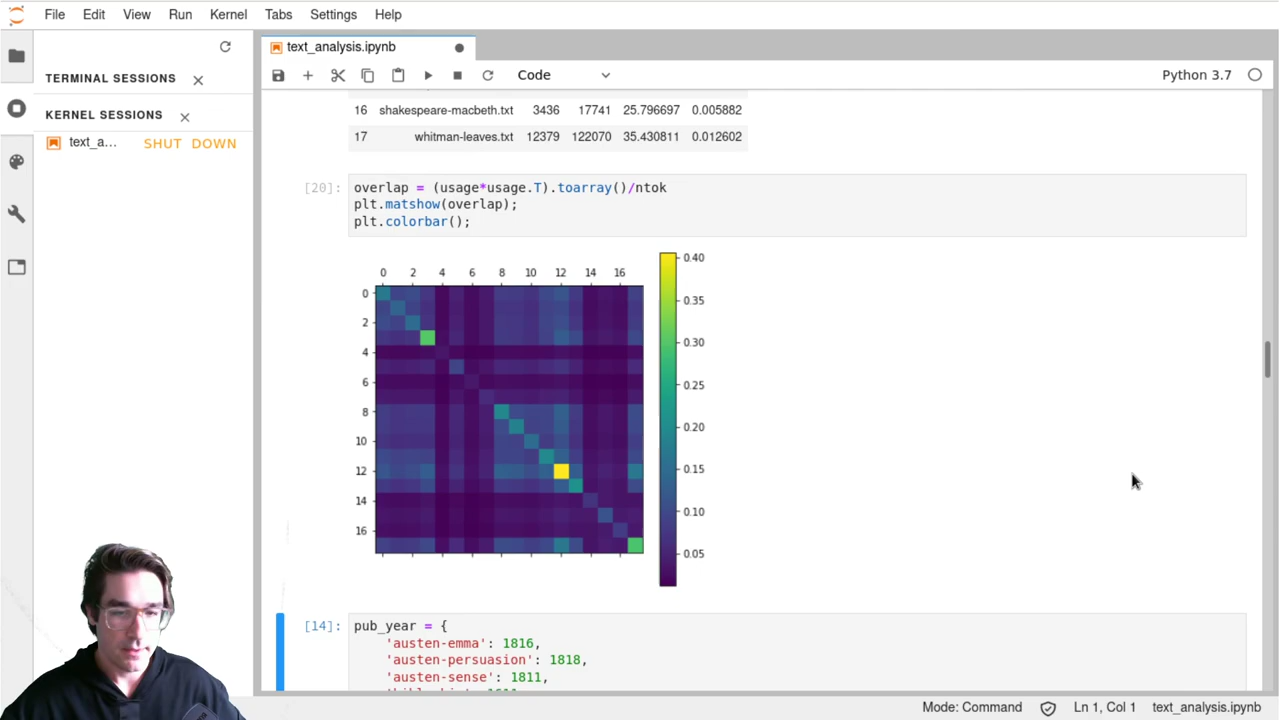 File Edit View Run Kernel Tabs Settings Help
TERMINAL SESSIONS
KERNEL SESSIONS
text_a... SHUT DOWN
text_analysis.ipynb
Code
Python 3.7
16 shakespeare-macbeth.txt 3436 17741 25.796697 0.005882
17 whitman-leaves.txt 12379 122070 35.430811 0.012602
[20]: overlap = (usage*usage.T).toarray()/ntok
plt.matshow(overlap);
plt.colorbar();
0 2 4 6 8 10 12 14 16
0
2
4
6
8
10
12
14
16
0.40
0.35
0.30
0.25
0.20
0.15
0.10
0.05
[14]: pub_year = {
'austen-emma': 1816,
'austen-persuasion': 1818,
'austen-sense': 1811,
Mode: Command Ln 1, Col 1 text_analysis.ipynb